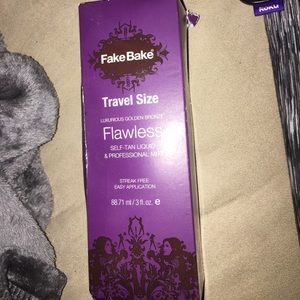 Fake Bake
Travel Size
LUXURIOUS GOLDEN BRONZE
Flawless
SELF-TAN LIQUID
& PROFESSIONAL MITT
STREAK FREE
EASY APPLICATION
88.71 ml / 3 fl. oz. e